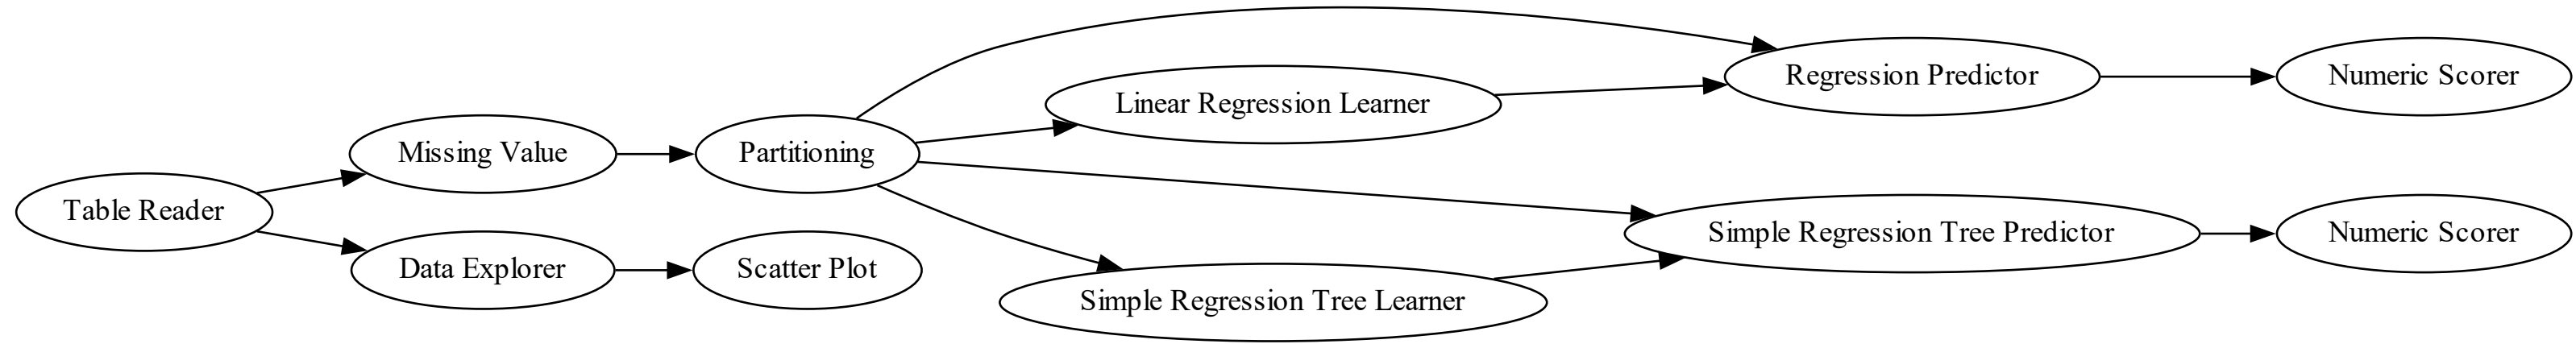 Table Reader
Missing Value
Data Explorer
Partitioning
Scatter Plot
Linear Regression Learner
Simple Regression Tree Learner
Regression Predictor
Simple Regression Tree Predictor
Numeric Scorer
Numeric Scorer